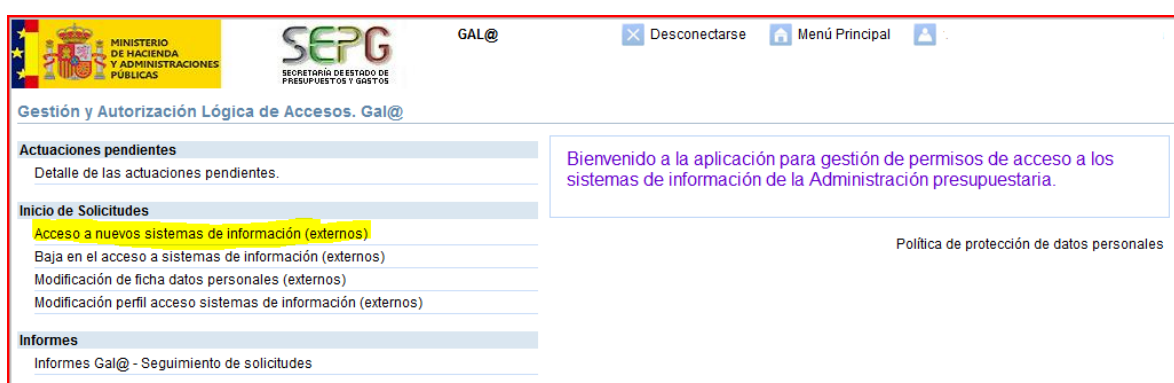 MINISTERIO
DE HACIENDA
Y ADMINISTRACIONES
PÚBLICAS
SEPG
SECRETARÍA DE ESTADO DE
PRESUPUESTOS Y GASTOS
GAL@
Desconectarse
Menú Principal
Gestión y Autorización Lógica de Accesos. Gal@
Actuaciones pendientes
Detalle de las actuaciones pendientes.
Inicio de Solicitudes
Acceso a nuevos sistemas de información (externos)
Baja en el acceso a sistemas de información (externos)
Modificación de ficha datos personales (externos)
Modificación perfil acceso sistemas de información (externos)
Informes
Informes Gal@ - Seguimiento de solicitudes
Bienvenido a la aplicación para gestión de permisos de acceso a los
sistemas de información de la Administración presupuestaria.
Política de protección de datos personales